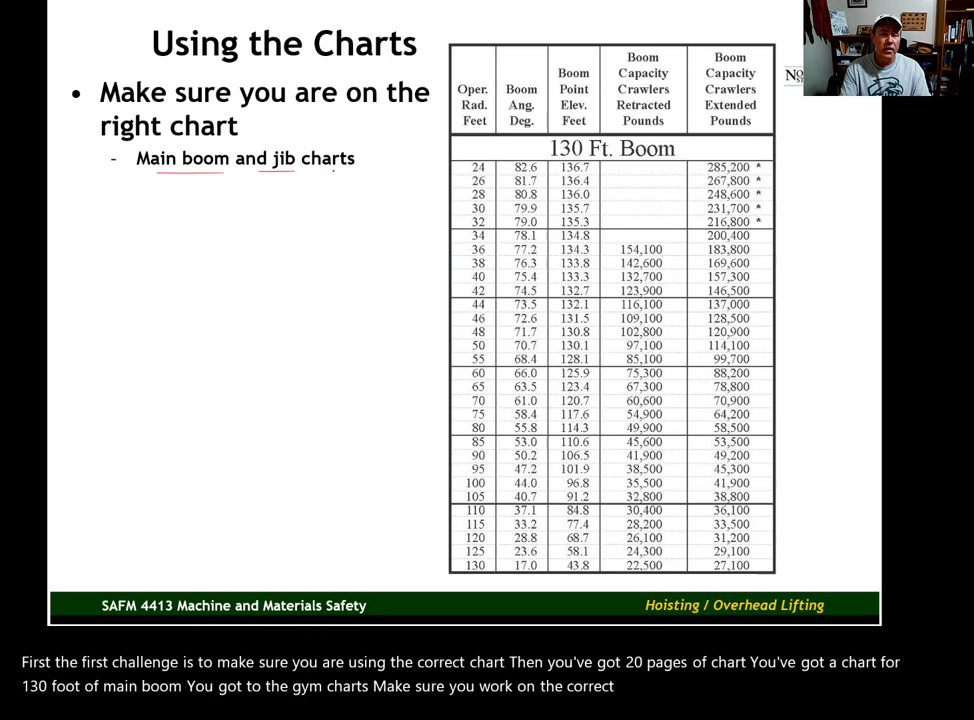 Using the Charts
• Make sure you are on the
right chart
- Main boom and jib charts
Oper. Rad. Feet | Boom Ang. Deg. | Boom Point Elev. Feet | Boom Capacity Crawlers Retracted Pounds | Boom Capacity Crawlers Extended Pounds
130 Ft. Boom
24 82.6 136.7 285,200 *
26 81.7 136.4 267,800 *
28 80.8 136.0 248,600 *
30 79.9 135.7 231,700 *
32 79.0 135.3 216,800 *
34 78.1 134.8 200,400
36 77.2 134.3 154,100 183,800
38 76.3 133.8 142,600 169,600
40 75.4 133.3 132,700 157,300
42 74.5 132.7 123,900 146,500
44 73.5 132.1 116,100 137,000
46 72.6 131.5 109,100 128,500
48 71.7 130.8 102,800 120,900
50 70.7 130.1 97,100 114,100
55 68.4 128.1 85,100 99,700
60 66.0 125.9 75,300 88,200
65 63.5 123.4 67,300 78,800
70 61.0 120.7 60,600 70,900
75 58.4 117.6 54,900 64,200
80 55.8 114.3 49,900 58,500
85 53.0 110.6 45,600 53,500
90 50.2 106.5 41,900 49,200
95 47.2 101.9 38,500 45,300
100 44.0 96.8 35,500 41,900
105 40.7 91.2 32,800 38,800
110 37.1 84.8 30,400 36,100
115 33.2 77.4 28,200 33,500
120 28.8 68.7 26,100 31,200
125 23.6 58.1 24,300 29,100
130 17.0 43.8 22,500 27,100
SAFM 4413 Machine and Materials Safety
Hoisting / Overhead Lifting
First the first challenge is to make sure you are using the correct chart Then you've got 20 pages of chart You've got a chart for
130 foot of main boom You got to the gym charts Make sure you work on the correct